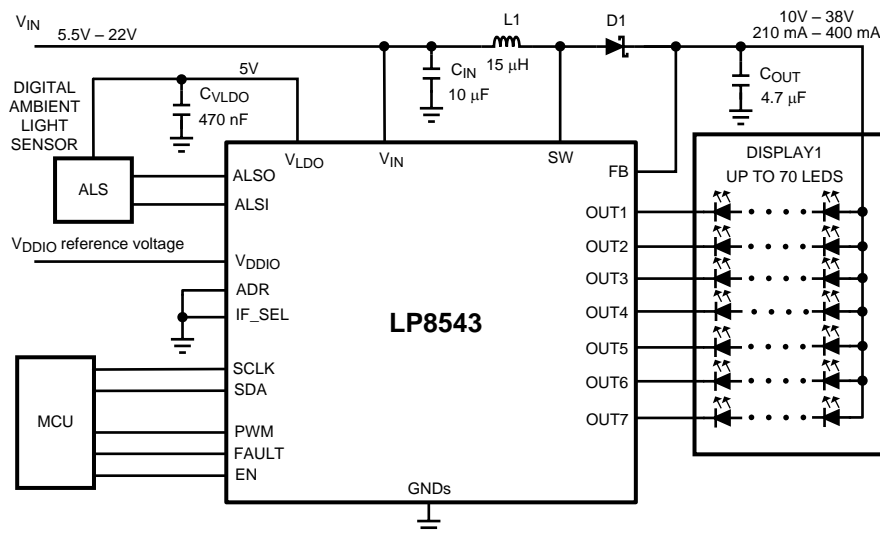 VIN
5.5V – 22V
L1
15 μH
D1
10V – 38V
210 mA – 400 mA
CIN
10 μF
COUT
4.7 μF
5V
CVLDO
470 nF
DIGITAL
AMBIENT
LIGHT
SENSOR
ALS
VLDO
VIN
SW
FB
ALSO
ALSI
VDDIO reference voltage
VDDIO
ADR
IF_SEL
LP8543
MCU
SCLK
SDA
PWM
FAULT
EN
GNDs
OUT1
OUT2
OUT3
OUT4
OUT5
OUT6
OUT7
DISPLAY1
UP TO 70 LEDS